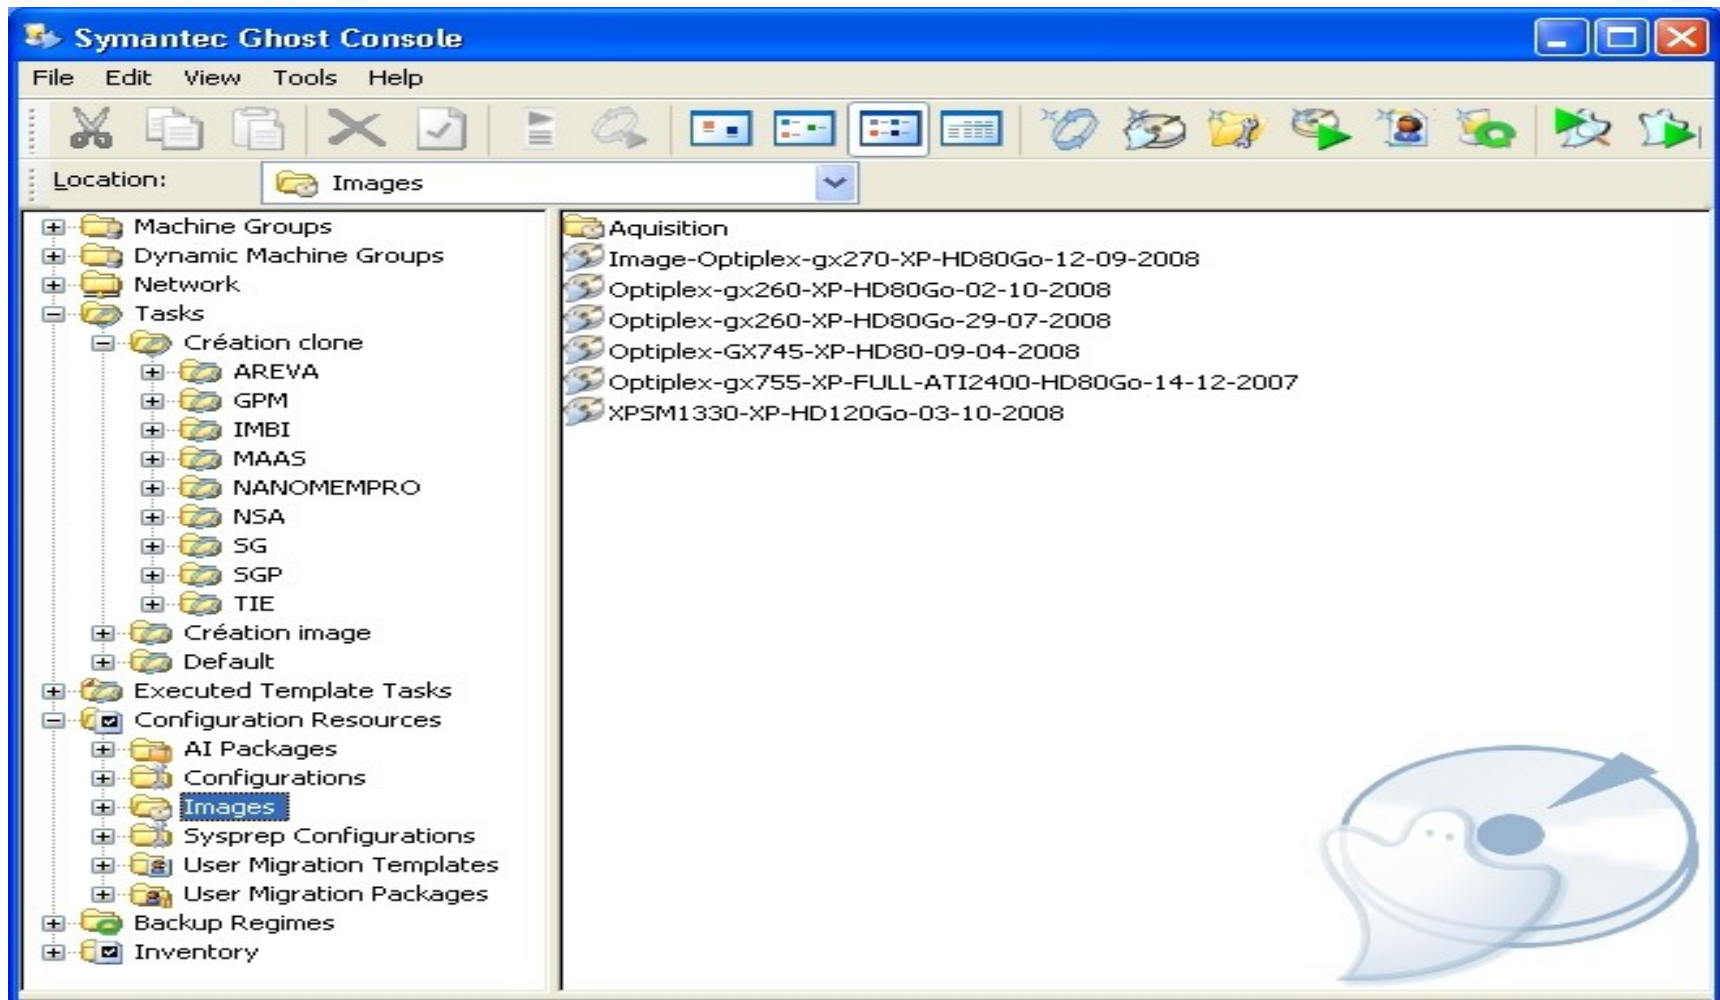 Symantec Ghost Console
File Edit View Tools Help
Location: Images
Machine Groups
Dynamic Machine Groups
Network
Tasks
Création clone
AREVA
GPM
IMBI
MAAS
NANOMEMPRO
NSA
SG
SGP
TIE
Création image
Default
Executed Template Tasks
Configuration Resources
AI Packages
Configurations
Images
Sysprep Configurations
User Migration Templates
User Migration Packages
Backup Regimes
Inventory
Aquisition
Image-Optiplex-gx270-XP-HD80Go-12-09-2008
Optiplex-gx260-XP-HD80Go-02-10-2008
Optiplex-gx260-XP-HD80Go-29-07-2008
Optiplex-GX745-XP-HD80-09-04-2008
Optiplex-gx755-XP-FULL-ATI2400-HD80Go-14-12-2007
XPSM1330-XP-HD120Go-03-10-2008